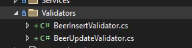 Services
Validators
C# BeerInsertValidator.cs
C# BeerUpdateValidator.cs